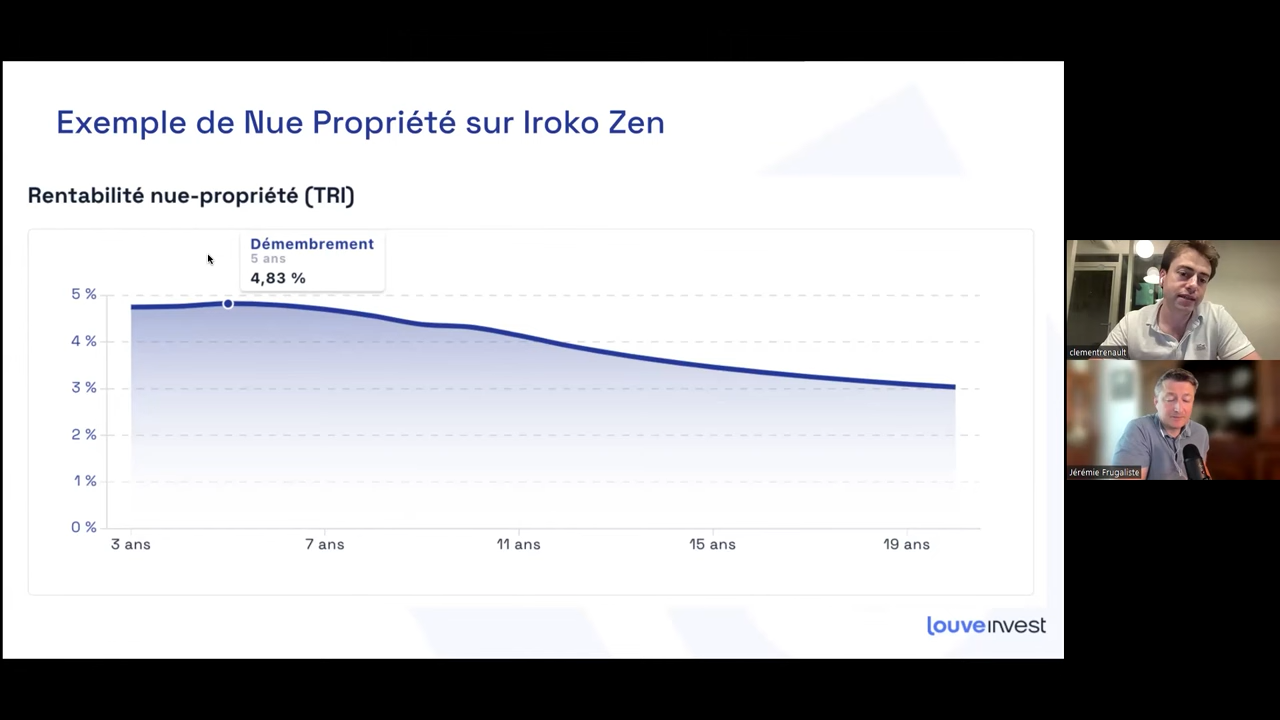 Exemple de Nue Propriété sur Iroko Zen
Rentabilité nue-propriété (TRI)
Démembrement
5 ans
4,83 %
5 %
4 %
3 %
2 %
1 %
0 %
3 ans
7 ans
11 ans
15 ans
19 ans
louveinvest
clementrenault
Jérémie Frugaliste